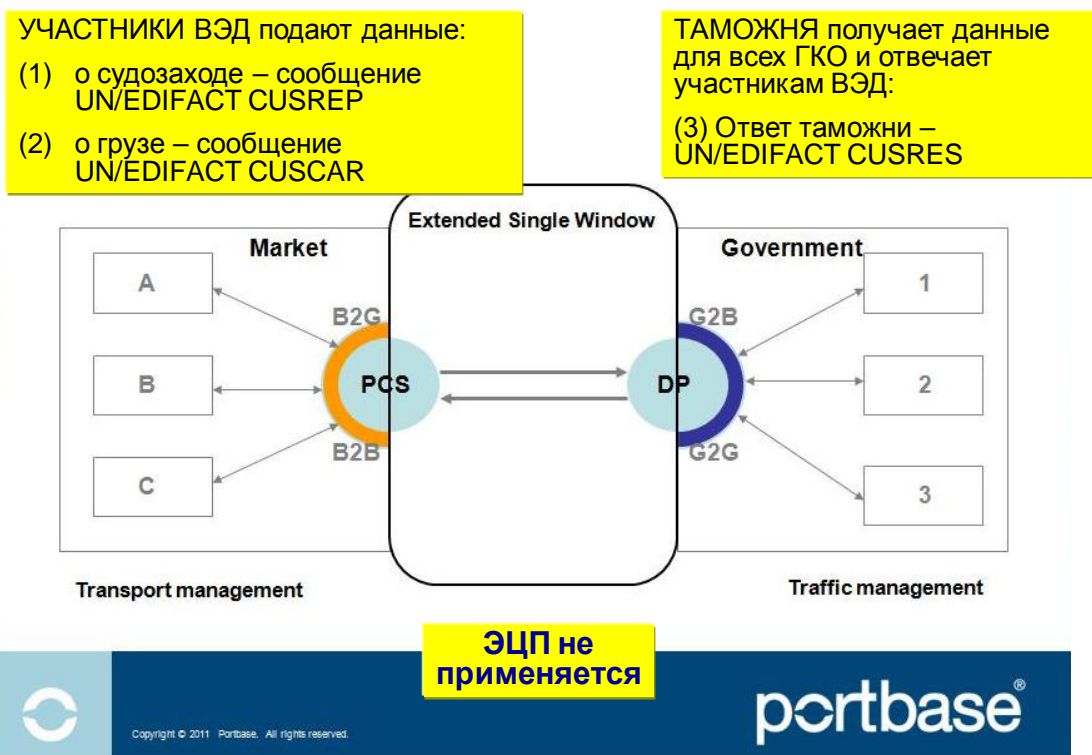 УЧАСТНИКИ ВЭД подают данные:
(1) о судозаходе – сообщение
UN/EDIFACT CUSREP
(2) о грузе – сообщение
UN/EDIFACT CUSCAR
ТАМОЖНЯ получает данные
для всех ГКО и отвечает
участникам ВЭД:
(3) Ответ таможни –
UN/EDIFACT CUSRES
Extended Single Window
Market
Government
A
1
B2G
G2B
B
PCS
DP
2
B2B
G2G
C
3
Transport management
Traffic management
ЭЦП не
применяется
Copyright © 2011 Portbase. All rights reserved.
portbase®